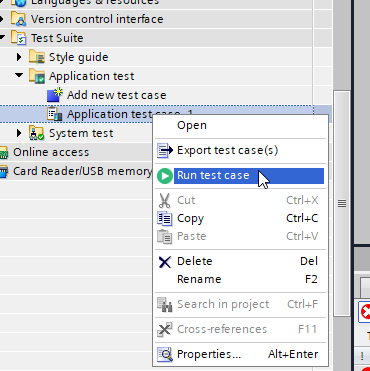 Languages & resources
Version control interface
Test Suite
Style guide
Application test
Add new test case
Application test case_1
System test
Online access
Card Reader/USB memory
Open
Export test case(s)
Run test case
Cut Ctrl+X
Copy Ctrl+C
Paste Ctrl+V
Delete Del
Rename F2
Search in project Ctrl+F
Cross-references F11
Properties... Alt+Enter